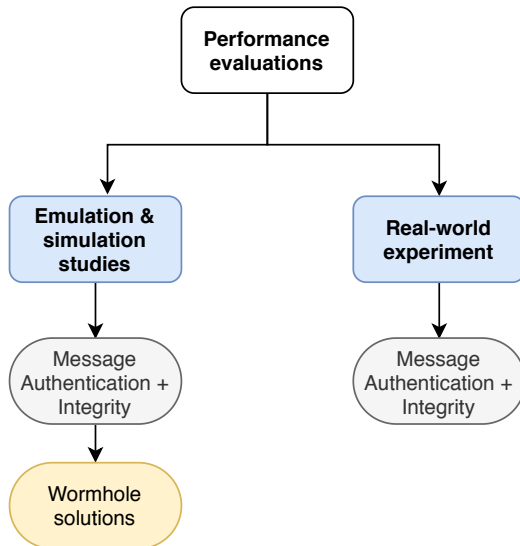 Performance
evaluations
Emulation &
simulation
studies
Real-world
experiment
Message
Authentication +
Integrity
Message
Authentication +
Integrity
Wormhole
solutions